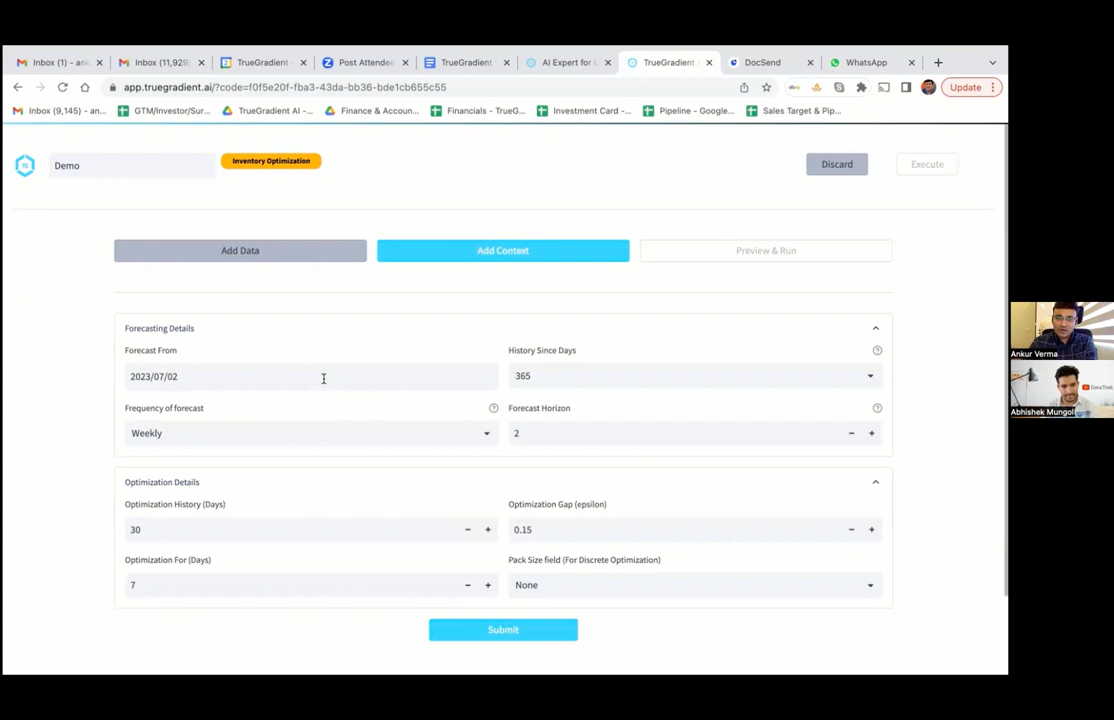 Inbox (1) - ank
Inbox (11,929)
TrueGradient -
Post Attendee
TrueGradient -
AI Expert for U
TrueGradient
DocSend
WhatsApp
app.truegradient.ai/?code=f0f5e20f-fba3-43da-bb36-bde1cb655c55
Update
Inbox (9,145) - an...
GTM/Investor/Sur...
TrueGradient AI -...
Finance & Accoun...
Financials - TrueG...
Investment Card -...
Pipeline - Google...
Sales Target & Pip...
Demo
Inventory Optimization
Discard
Execute
Add Data
Add Context
Preview & Run
Forecasting Details
Forecast From
History Since Days
2023/07/02
365
Frequency of forecast
Forecast Horizon
Weekly
2
Optimization Details
Optimization History (Days)
Optimization Gap (epsilon)
30
0.15
Optimization For (Days)
Pack Size field (For Discrete Optimization)
7
None
Submit
Ankur Verma
DataTrek
Abhishek Mungoli